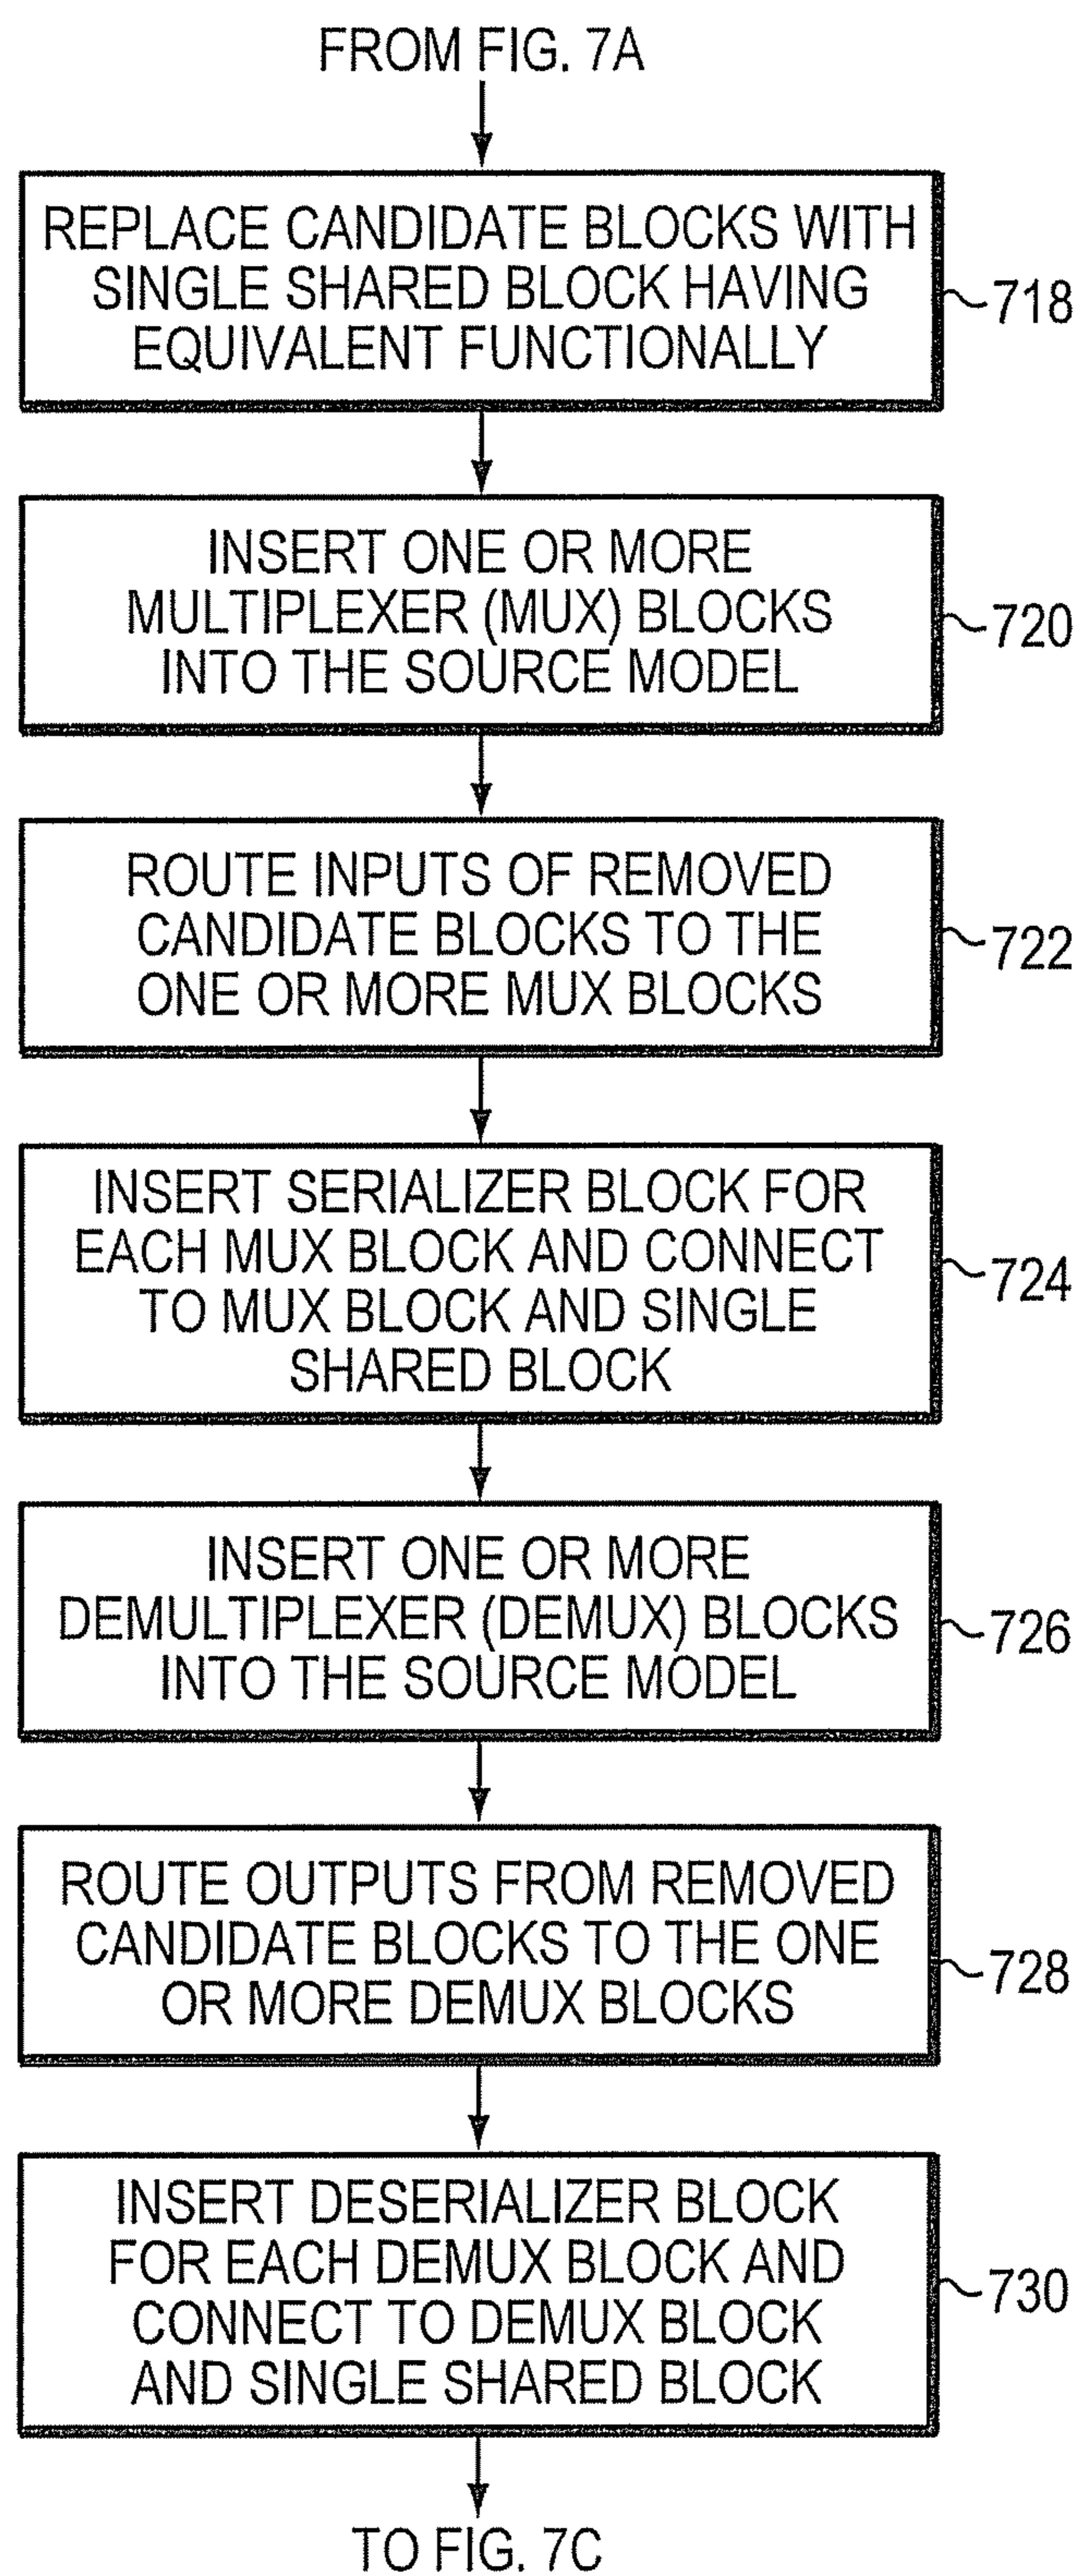 FROM FIG. 7A
REPLACE CANDIDATE BLOCKS WITH
SINGLE SHARED BLOCK HAVING
EQUIVALENT FUNCTIONALLY
718
INSERT ONE OR MORE
MULTIPLEXER (MUX) BLOCKS
INTO THE SOURCE MODEL
720
ROUTE INPUTS OF REMOVED
CANDIDATE BLOCKS TO THE
ONE OR MORE MUX BLOCKS
722
INSERT SERIALIZER BLOCK FOR
EACH MUX BLOCK AND CONNECT
TO MUX BLOCK AND SINGLE
SHARED BLOCK
724
INSERT ONE OR MORE
DEMULTIPLEXER (DEMUX) BLOCKS
INTO THE SOURCE MODEL
726
ROUTE OUTPUTS FROM REMOVED
CANDIDATE BLOCKS TO THE ONE
OR MORE DEMUX BLOCKS
728
INSERT DESERIALIZER BLOCK
FOR EACH DEMUX BLOCK AND
CONNECT TO DEMUX BLOCK
AND SINGLE SHARED BLOCK
730
TO FIG. 7C